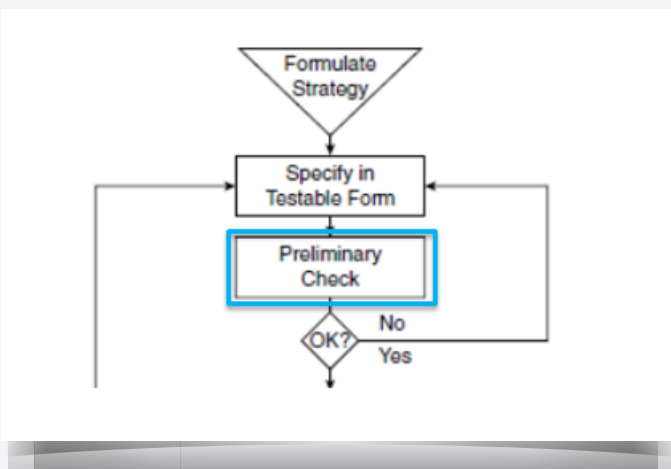 Formulate
Strategy
Specify in
Testable Form
Preliminary
Check
OK?
No
Yes